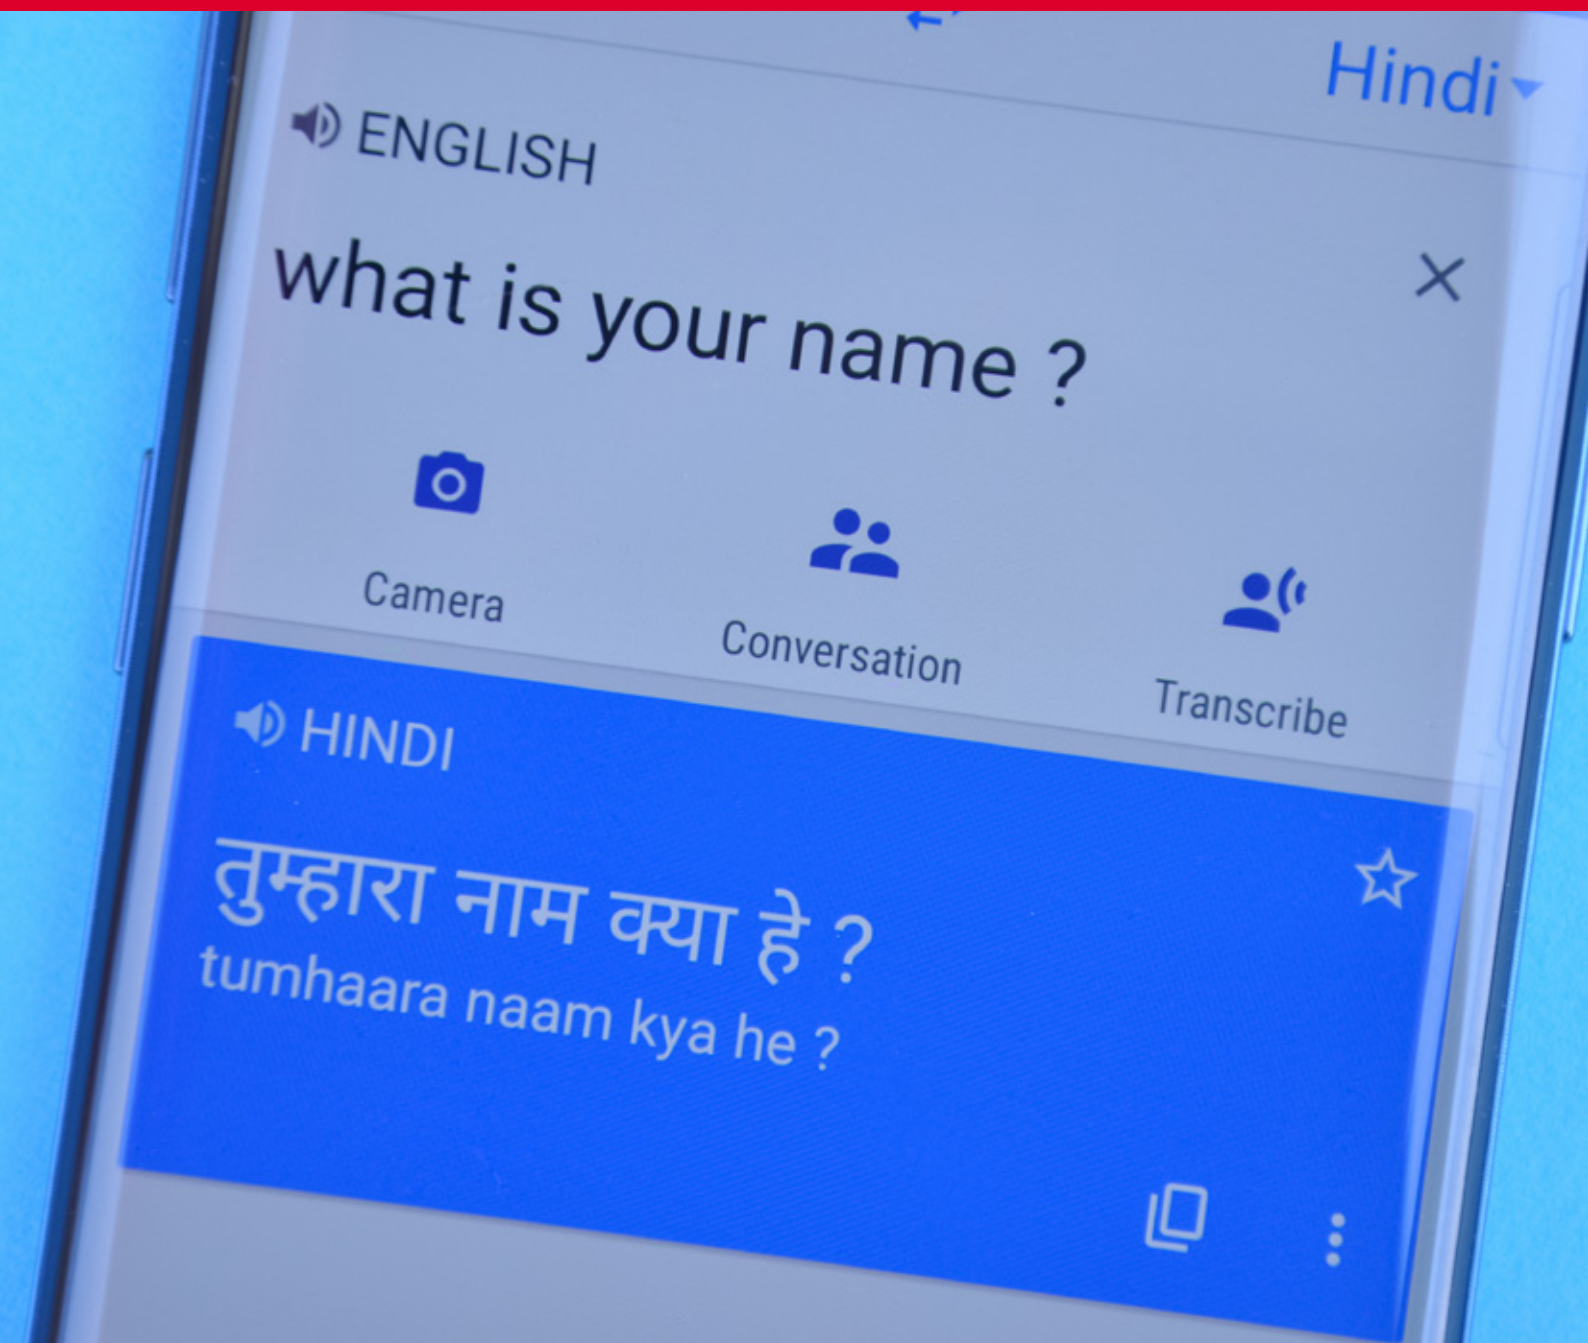 Hindi
ENGLISH
what is your name ?
Camera
Conversation
Transcribe
HINDI
तुम्हारा नाम क्या हे ?
tumhaara naam kya he ?